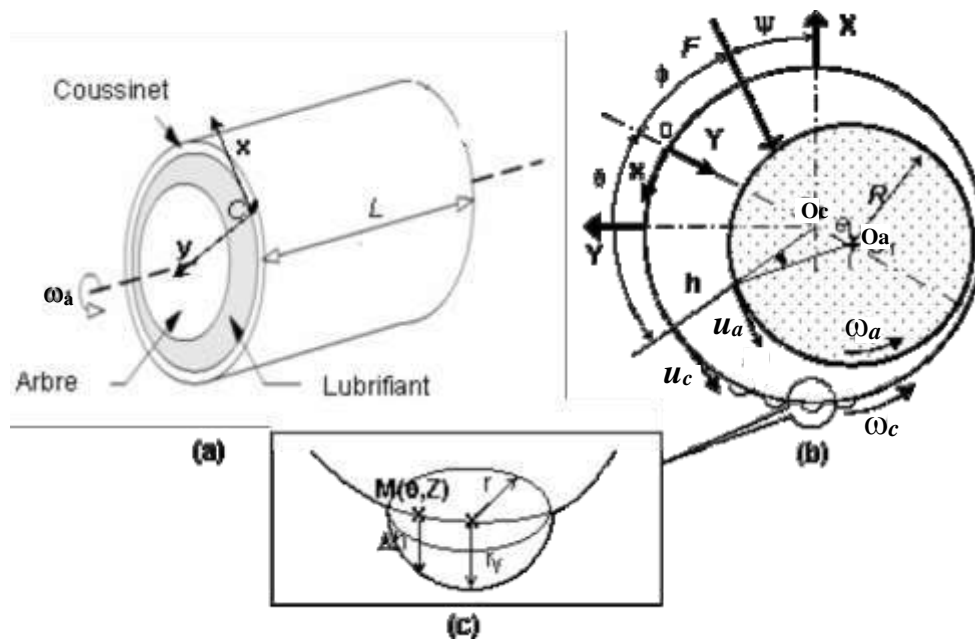 Coussinet
x
L
y
ωa
Arbre
Lubrifiant
(a)
F
Ψ
X
ϕ
Y
θ
X
R
Oc
e
Oa
Y
h
ua
ωa
uc
ωc
(b)
M(θ,Z)
r
ry
(c)